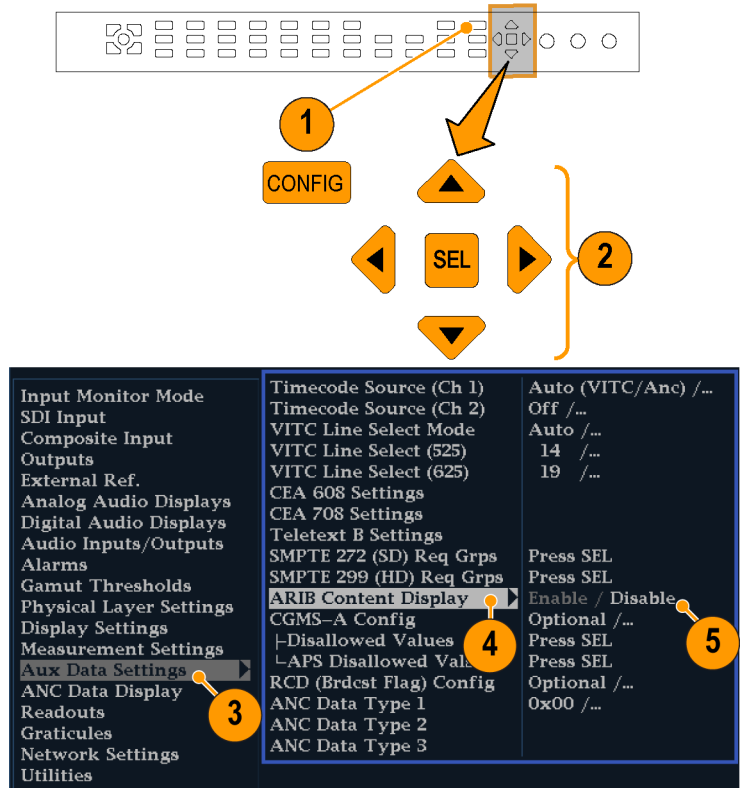 1
CONFIG
SEL
2
Input Monitor Mode
SDI Input
Composite Input
Outputs
External Ref.
Analog Audio Displays
Digital Audio Displays
Audio Inputs/Outputs
Alarms
Gamut Thresholds
Physical Layer Settings
Display Settings
Measurement Settings
Aux Data Settings
ANC Data Display
Readouts
Graticules
Network Settings
Utilities
3
Timecode Source (Ch 1) Auto (VITC/Anc) /...
Timecode Source (Ch 2) Off /...
VITC Line Select Mode Auto /...
VITC Line Select (525) 14 /...
VITC Line Select (625) 19 /...
CEA 608 Settings
CEA 708 Settings
Teletext B Settings
SMPTE 272 (SD) Req Grps Press SEL
SMPTE 299 (HD) Req Grps Press SEL
ARIB Content Display Enable / Disable
CGMS-A Config Optional /...
Disallowed Values Press SEL
APS Disallowed Val Press SEL
RCD (Brdcst Flag) Config Optional /...
ANC Data Type 1 0x00 /...
ANC Data Type 2
ANC Data Type 3
4
5